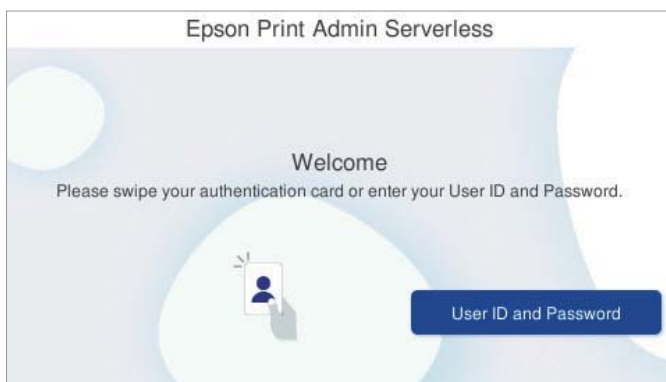 Epson Print Admin Serverless
Welcome
Please swipe your authentication card or enter your User ID and Password.
User ID and Password